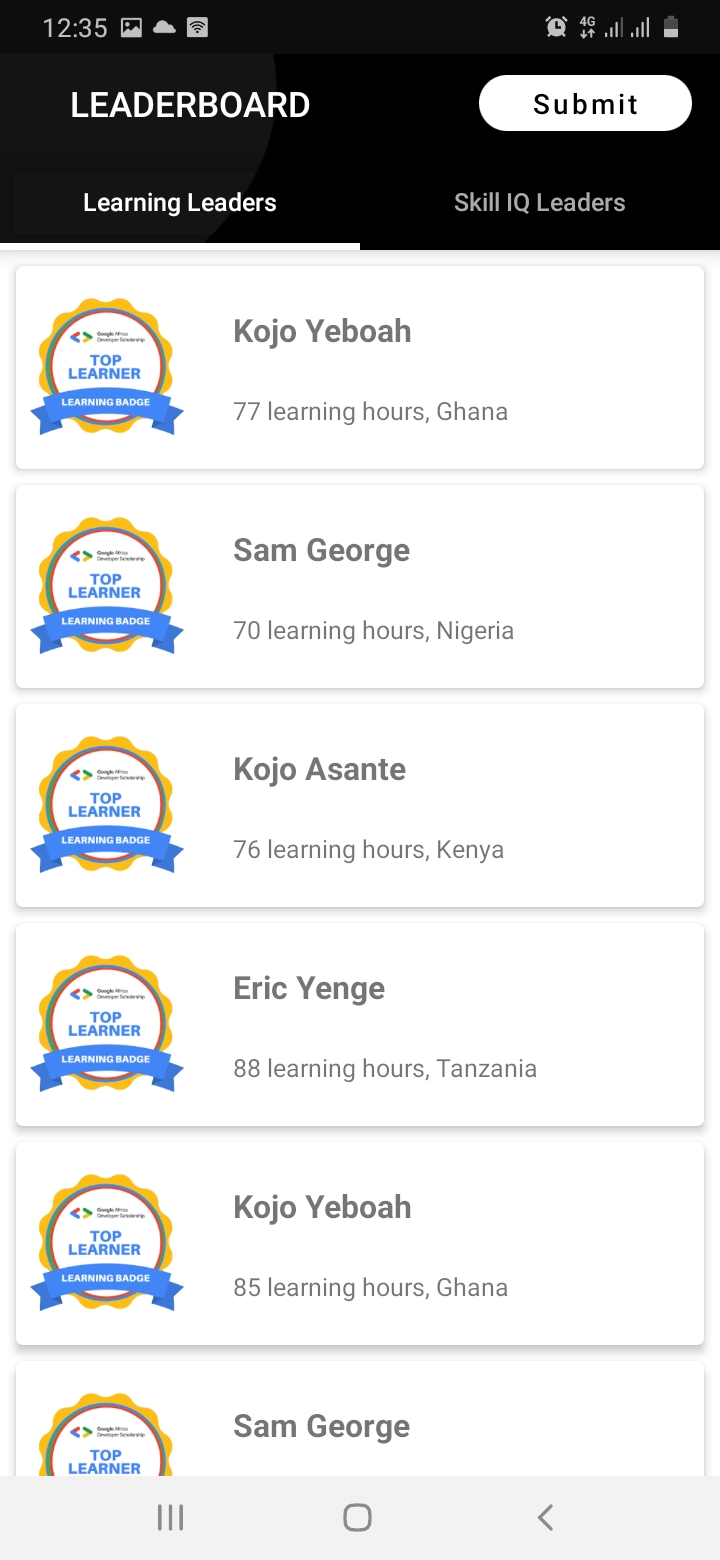 12:35
4G
LEADERBOARD
Submit
Learning Leaders
Skill IQ Leaders
Google Africa
Developer Scholarship
TOP
LEARNER
LEARNING BADGE
Kojo Yeboah
77 learning hours, Ghana
Google Africa
Developer Scholarship
TOP
LEARNER
LEARNING BADGE
Sam George
70 learning hours, Nigeria
Google Africa
Developer Scholarship
TOP
LEARNER
LEARNING BADGE
Kojo Asante
76 learning hours, Kenya
Google Africa
Developer Scholarship
TOP
LEARNER
LEARNING BADGE
Eric Yenge
88 learning hours, Tanzania
Google Africa
Developer Scholarship
TOP
LEARNER
LEARNING BADGE
Kojo Yeboah
85 learning hours, Ghana
Google Africa
Developer Scholarship
TOP
LEARNER
Sam George